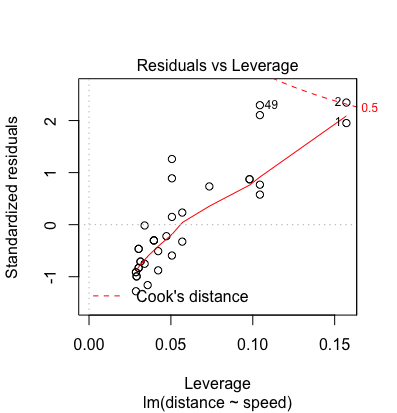 Residuals vs Leverage
Standardized residuals
2
1
0
-1
49
2
1
0.5
Cook's distance
0.00 0.05 0.10 0.15
Leverage
lm(distance ~ speed)